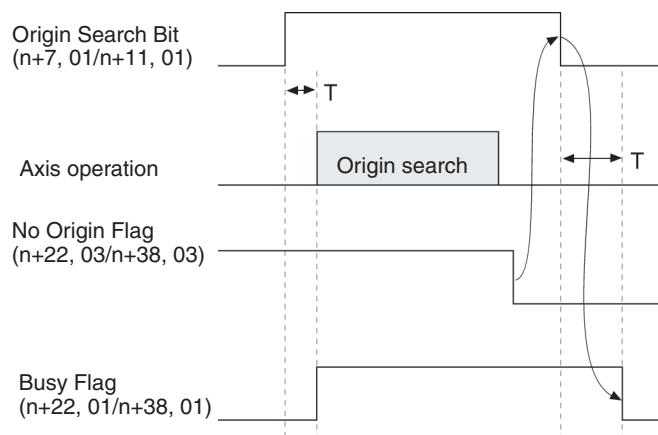 Origin Search Bit
(n+7, 01/n+11, 01)
T
Axis operation
Origin search
T
No Origin Flag
(n+22, 03/n+38, 03)
Busy Flag
(n+22, 01/n+38, 01)